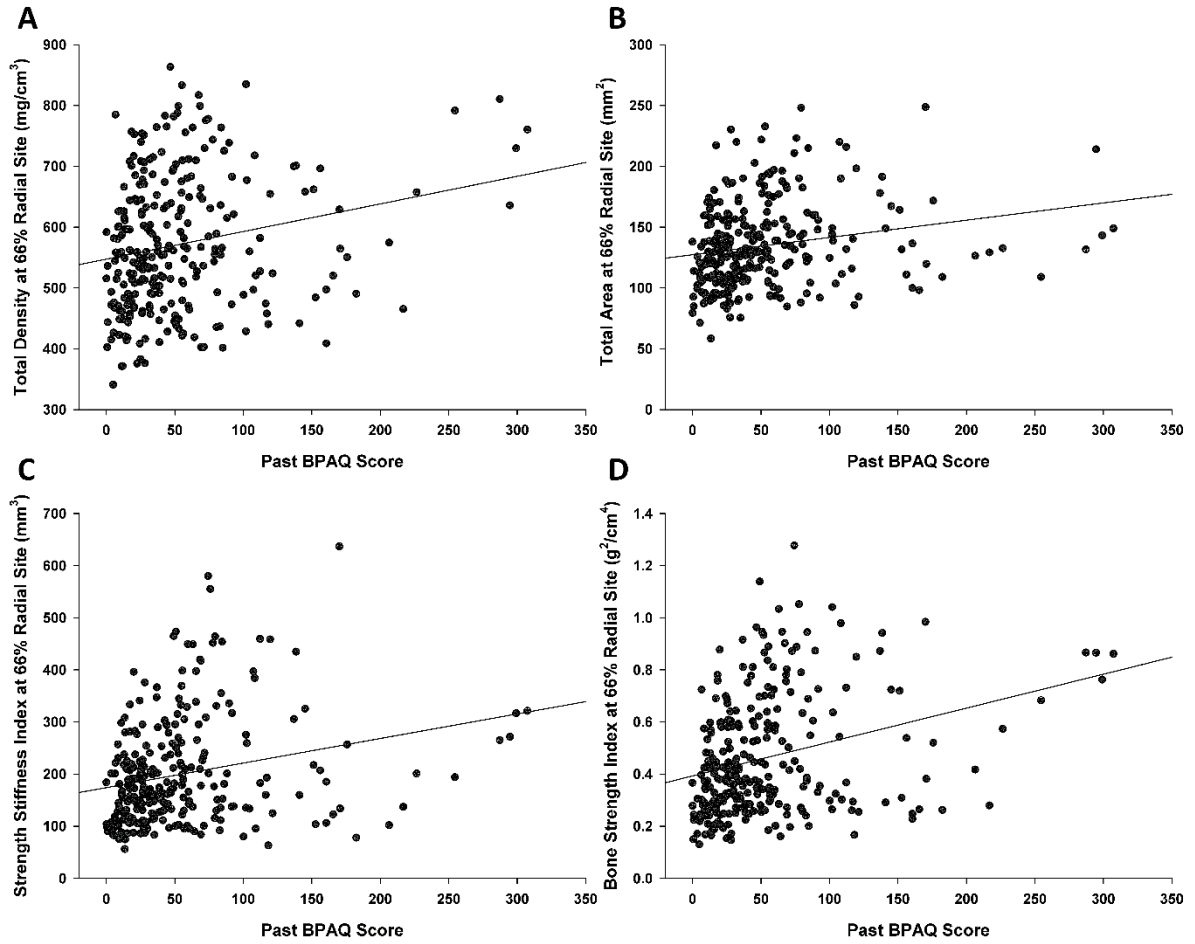 A
Total Density at 66% Radial Site (mg/cm³)
900
800
700
600
500
400
300
0 50 100 150 200 250 300 350
Past BPAQ Score
B
Total Area at 66% Radial Site (mm²)
300
250
200
150
100
50
0
0 50 100 150 200 250 300 350
Past BPAQ Score
C
Strength Stiffness Index at 66% Radial Site (mm³)
700
600
500
400
300
200
100
0
0 50 100 150 200 250 300 350
Past BPAQ Score
D
Bone Strength Index at 66% Radial Site (g²/cm⁴)
1.4
1.2
1.0
0.8
0.6
0.4
0.2
0.0
0 50 100 150 200 250 300 350
Past BPAQ Score